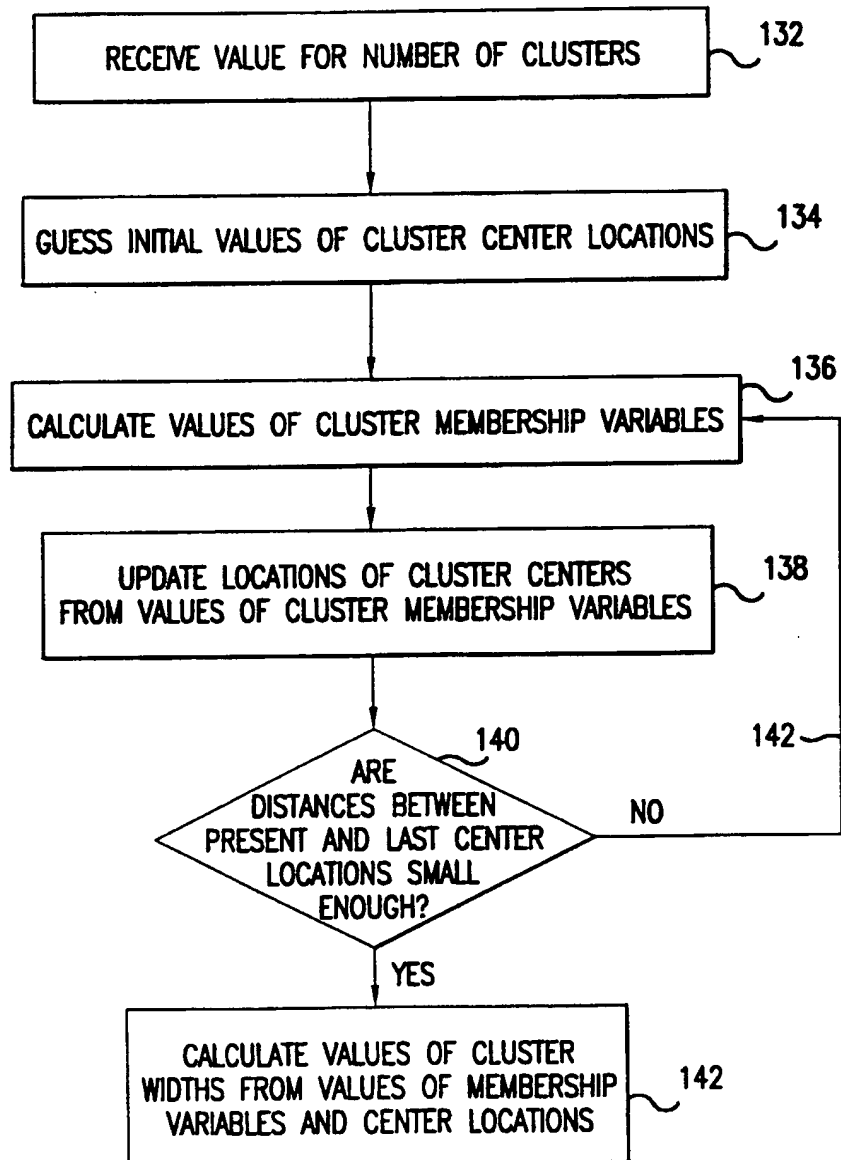 RECEIVE VALUE FOR NUMBER OF CLUSTERS
132
GUESS INITIAL VALUES OF CLUSTER CENTER LOCATIONS
134
CALCULATE VALUES OF CLUSTER MEMBERSHIP VARIABLES
136
UPDATE LOCATIONS OF CLUSTER CENTERS
FROM VALUES OF CLUSTER MEMBERSHIP VARIABLES
138
140
ARE
DISTANCES BETWEEN
PRESENT AND LAST CENTER
LOCATIONS SMALL
ENOUGH?
NO
142
YES
CALCULATE VALUES OF CLUSTER
WIDTHS FROM VALUES OF MEMBERSHIP
VARIABLES AND CENTER LOCATIONS
142